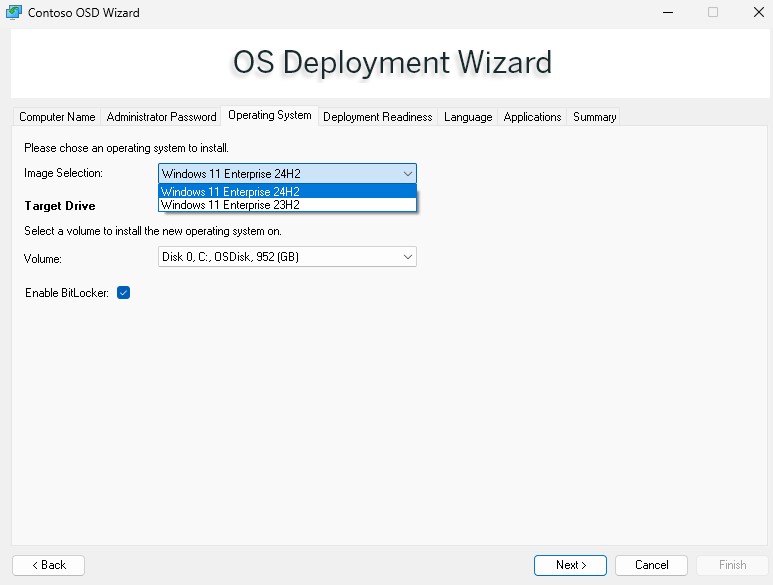 Contoso OSD Wizard
OS Deployment Wizard
Computer Name Administrator Password Operating System Deployment Readiness Language Applications Summary
Please chose an operating system to install.
Image Selection: Windows 11 Enterprise 24H2
Windows 11 Enterprise 24H2
Windows 11 Enterprise 23H2
Target Drive
Select a volume to install the new operating system on.
Volume: Disk 0, C:, OSDisk, 952 (GB)
Enable BitLocker:
< Back Next > Cancel Finish